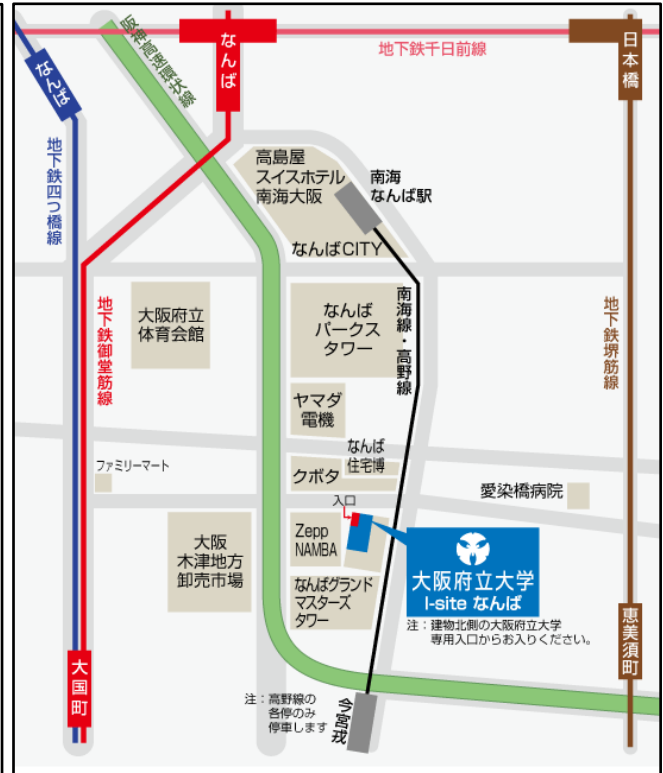 なんば
阪神高速環状線
なんば
地下鉄千日前線
日本橋
地下鉄四つ橋線
高島屋
スイスホテル
南海大阪
南海
なんば駅
なんばCITY
大阪府立
体育会館
なんば
パークス
タワー
南海線・高野線
地下鉄御堂筋線
地下鉄堺筋線
ヤマダ
電機
なんば
住宅博
ファミリーマート
クボタ
愛染橋病院
入口
Zepp
NAMBA
大阪
木津地方
卸売市場
大阪府立大学
I-site なんば
なんばグランド
マスターズ
タワー
注：建物北側の大阪府立大学
専用入口からお入りください。
恵美須町
大国町
注：高野線の
各停のみ
停車します
今宮戎